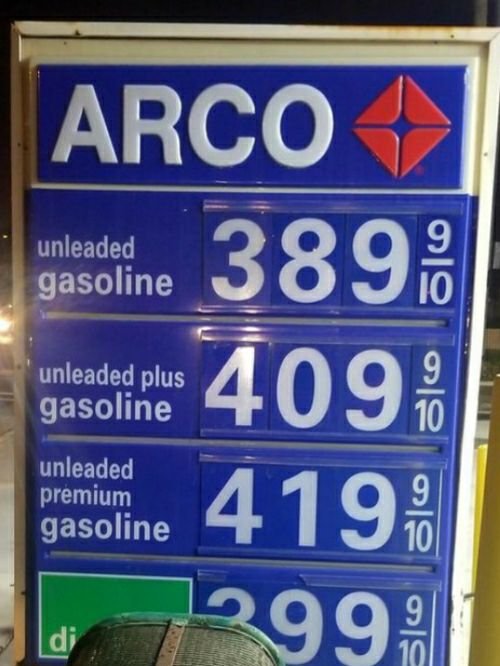 ARCO
unleaded
gasoline
389 9/10
unleaded plus
gasoline
409 9/10
unleaded
premium
gasoline
419 9/10
399 9/10